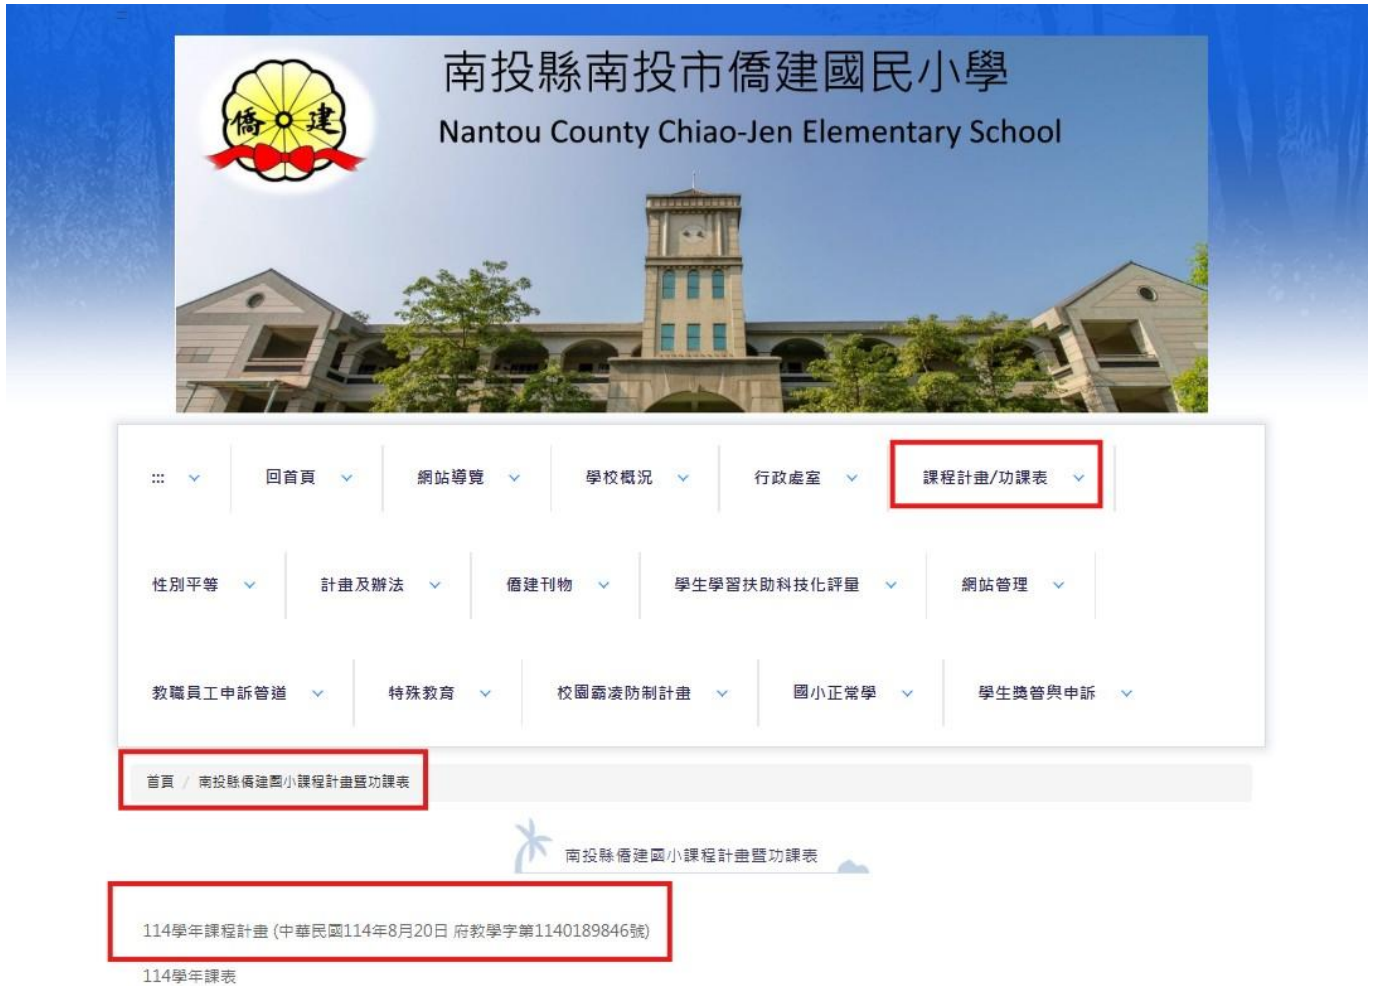 南投縣南投市僑建國民小學
Nantou County Chiao-Jen Elementary School
僑建
::: 回首頁 網站導覽 學校概況 行政處室 課程計畫/功課表
性別平等 計畫及辦法 僑建刊物 學生學習扶助科技化評量 網站管理
教職員工申訴管道 特殊教育 校園霸凌防制計畫 國小正常學 學生獎管與申訴
首頁 / 南投縣僑建國小課程計畫暨功課表
南投縣僑建國小課程計畫暨功課表
114學年課程計畫 (中華民國114年8月20日 府教學字第1140189846號)
114學年課表